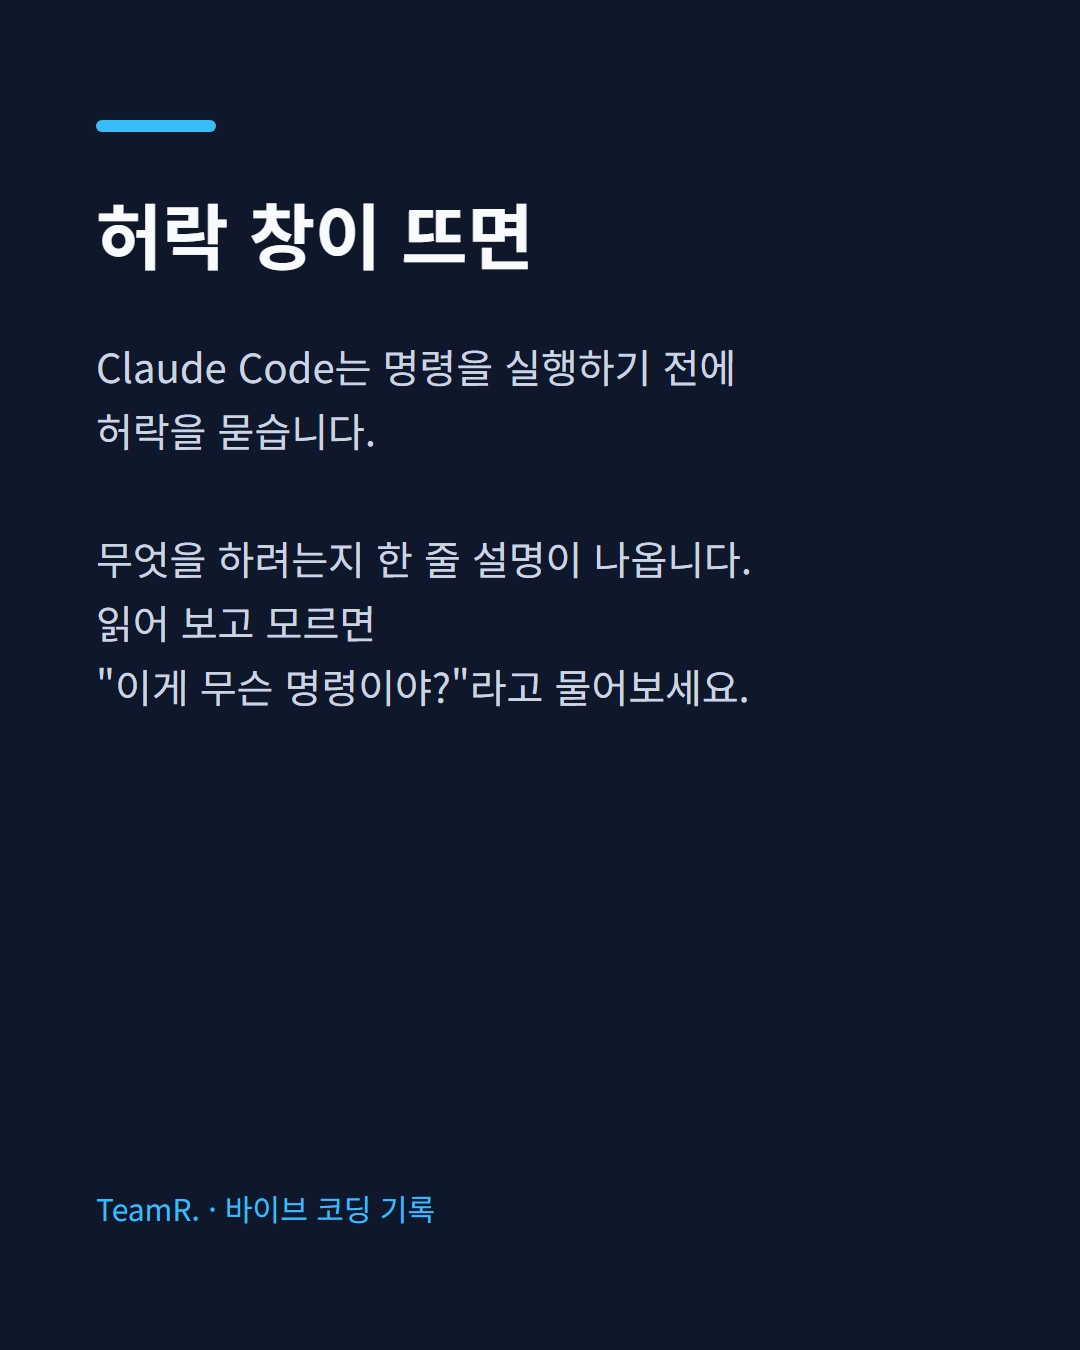 허락 창이 뜨면
Claude Code는 명령을 실행하기 전에
허락을 묻습니다.
무엇을 하려는지 한 줄 설명이 나옵니다.
읽어 보고 모르면
"이게 무슨 명령이야?"라고 물어보세요.
TeamR. · 바이브 코딩 기록